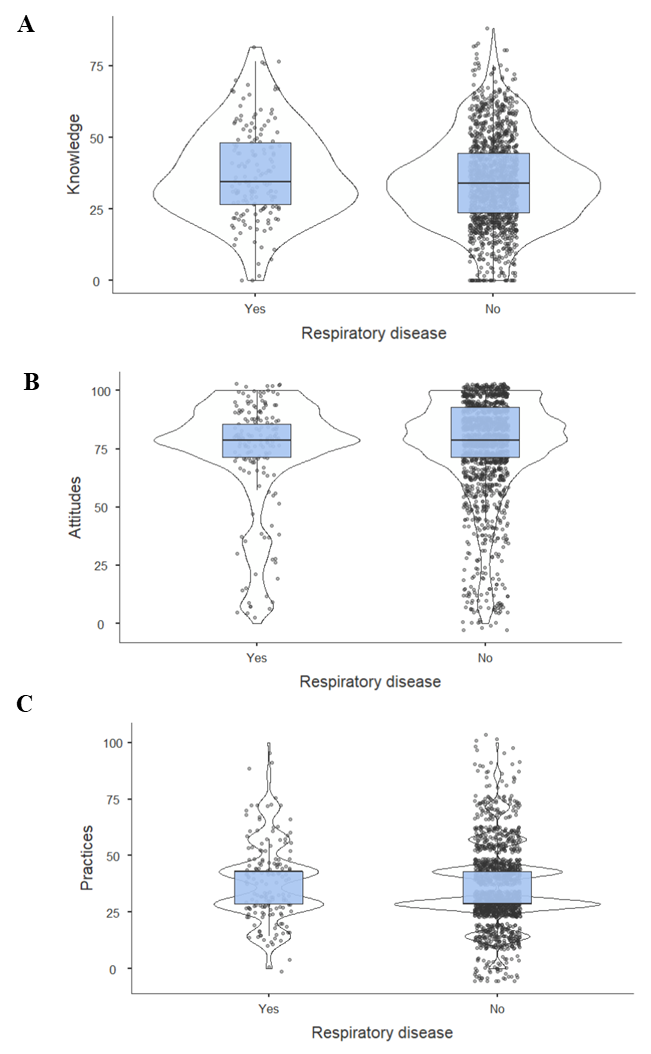 A
Knowledge
75
50
25
0
Yes No
Respiratory disease
B
Attitudes
100
75
50
25
0
Yes No
Respiratory disease
C
Practices
100
75
50
25
0
Yes No
Respiratory disease